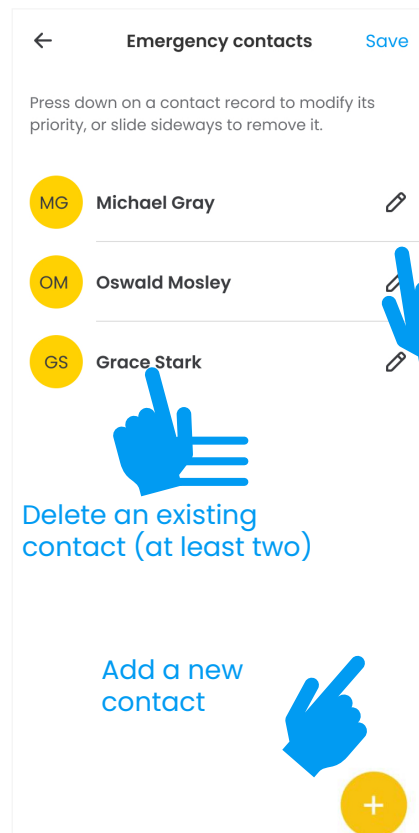 Emergency contacts Save
Press down on a contact record to modify its
priority, or slide sideways to remove it.
MG Michael Gray
OM Oswald Mosley
GS Grace Stark
Delete an existing
contact (at least two)
Add a new
contact
+